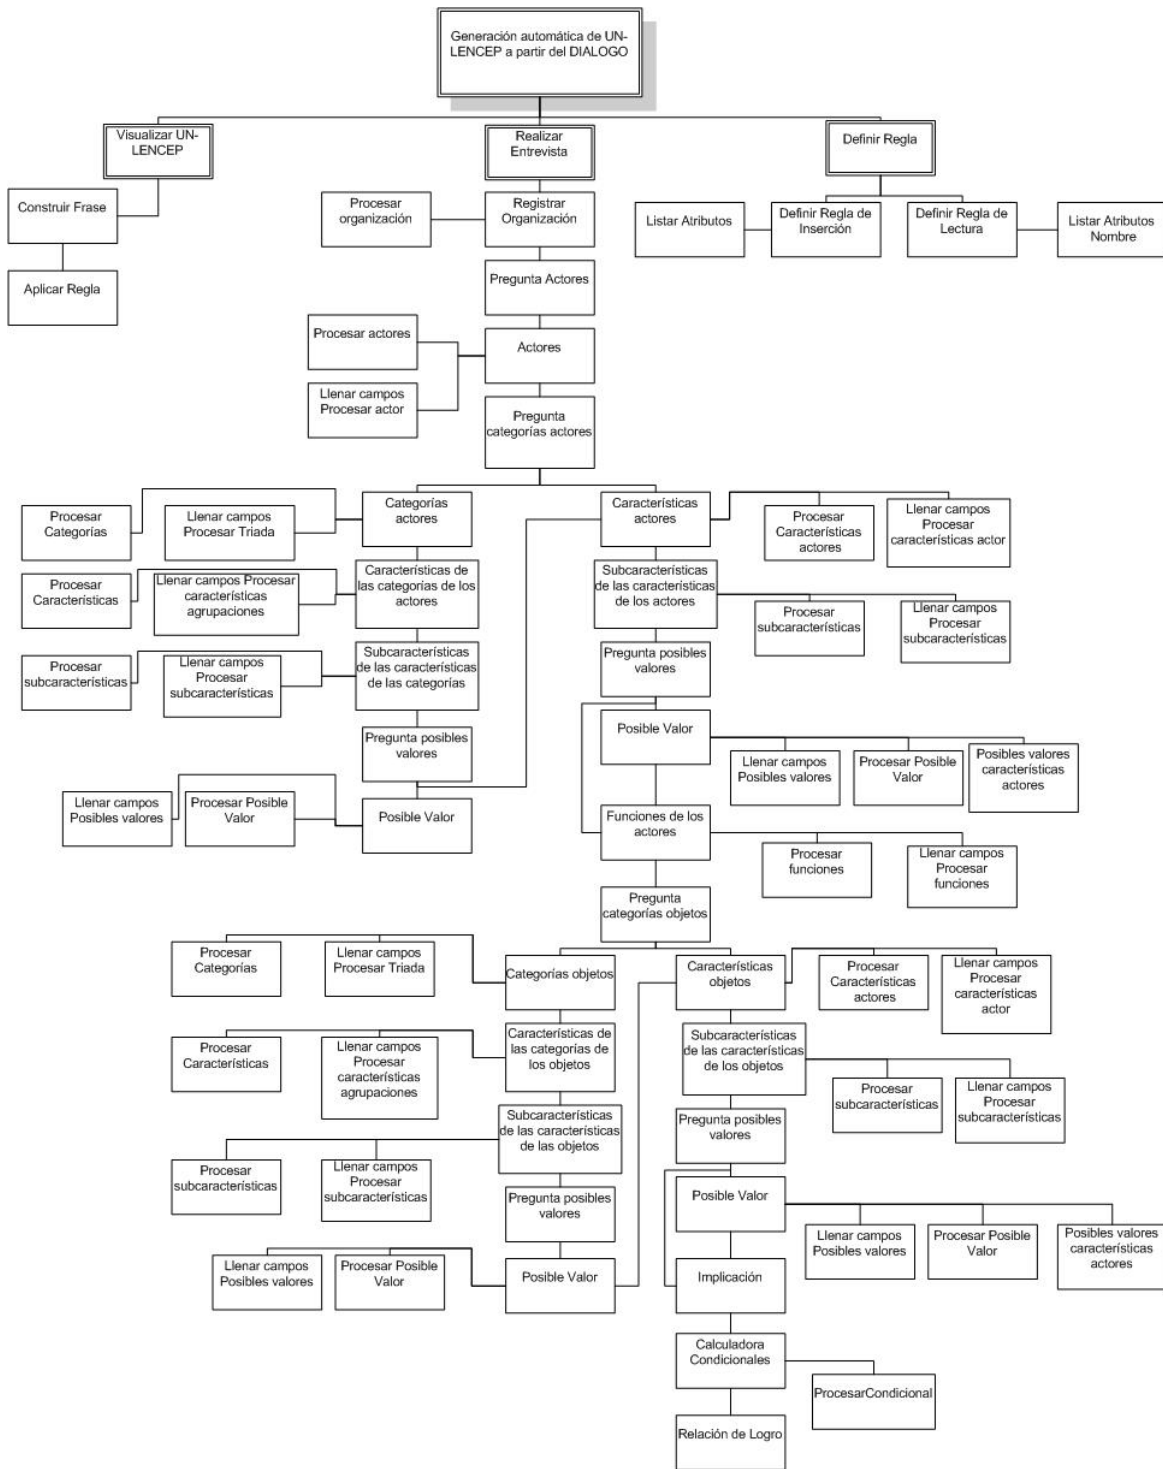 Generación automática de UN-
LENCEP a partir del DIALOGO
Visualizar UN-
LENCEP
Realizar
Entrevista
Definir Regla
Construir Frase
Aplicar Regla
Procesar
organización
Registrar
Organización
Listar Atributos
Definir Regla de
Inserción
Definir Regla de
Lectura
Listar Atributos
Nombre
Pregunta Actores
Procesar actores
Actores
Llenar campos
Procesar actor
Pregunta
categorías actores
Procesar
Categorías
Llenar campos
Procesar Triada
Categorías
actores
Características
actores
Procesar
Características
actores
Llenar campos
Procesar
características actor
Procesar
Características
Llenar campos Procesar
características
agrupaciones
Características de
las categorías de los
actores
Subcaracterísticas
de las características
de los actores
Procesar
subcaracterísticas
Llenar campos
Procesar
subcaracterísticas
Procesar
subcaracterísticas
Llenar campos
Procesar
subcaracterísticas
Subcaracterísticas
de las características
de las categorías
Pregunta posibles
valores
Pregunta posibles
valores
Posible Valor
Llenar campos
Posibles valores
Procesar Posible
Valor
Posibles valores
características
actores
Llenar campos
Posibles valores
Procesar Posible
Valor
Posible Valor
Funciones de los
actores
Procesar
funciones
Llenar campos
Procesar
funciones
Pregunta
categorías objetos
Procesar
Categorías
Llenar campos
Procesar Triada
Categorías objetos
Características
objetos
Procesar
Características
actores
Llenar campos
Procesar
característica
actor
Procesar
Características
Llenar campos
Procesar
características
agrupaciones
Características de
las categorías de
los objetos
Subcaracterísticas
de las características
de los objetos
Procesar
subcaracterísticas
Llenar campos
Procesar
subcaracterísticas
Procesar
subcaracterísticas
Llenar campos
Procesar
subcaracterísticas
Subcaracterísticas
de las características
de las objetos
Pregunta posibles
valores
Pregunta posibles
valores
Posible Valor
Llenar campos
Posibles valores
Procesar Posible
Valor
Posibles valores
características
actores
Llenar campos
Posibles valores
Procesar Posible
Valor
Posible Valor
Implicación
Calculadora
Condicionales
ProcesarCondicional
Relación de Logro